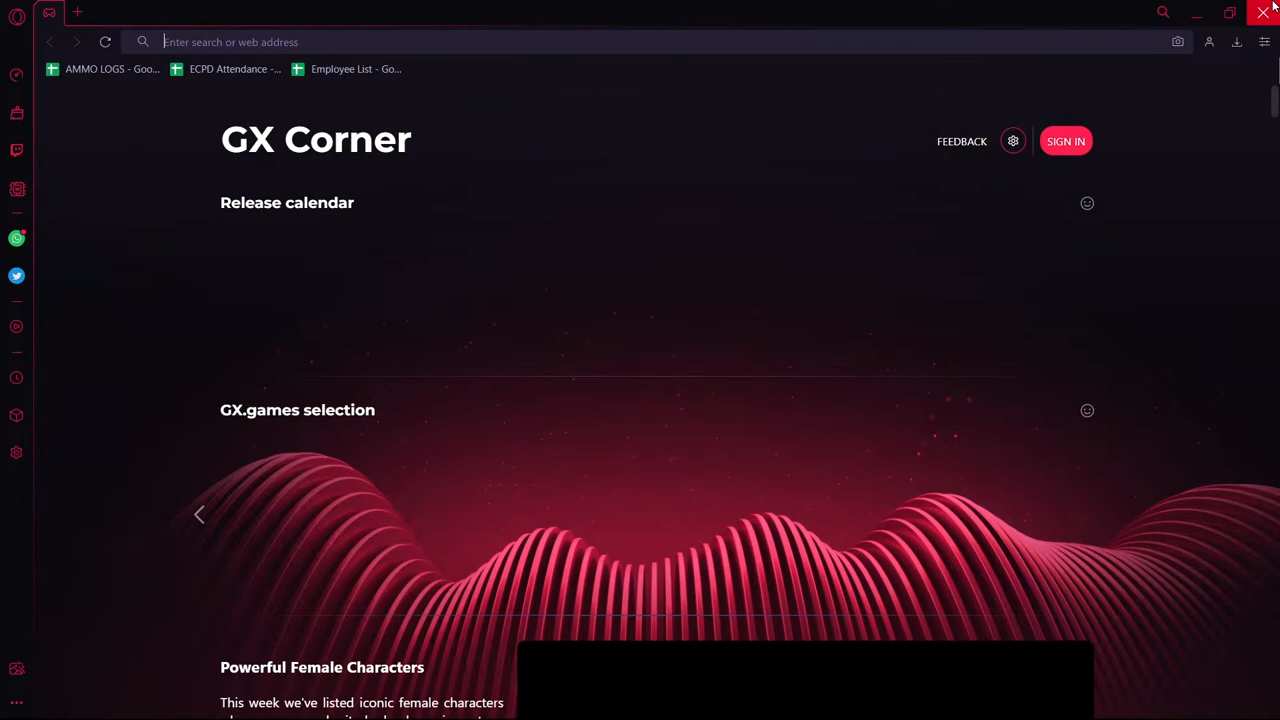 Enter search or web address
AMMO LOGS - Goo...
ECPD Attendance -...
Employee List - Go...
GX Corner
FEEDBACK
SIGN IN
Release calendar
GX.games selection
Powerful Female Characters
This week we've listed iconic female characters